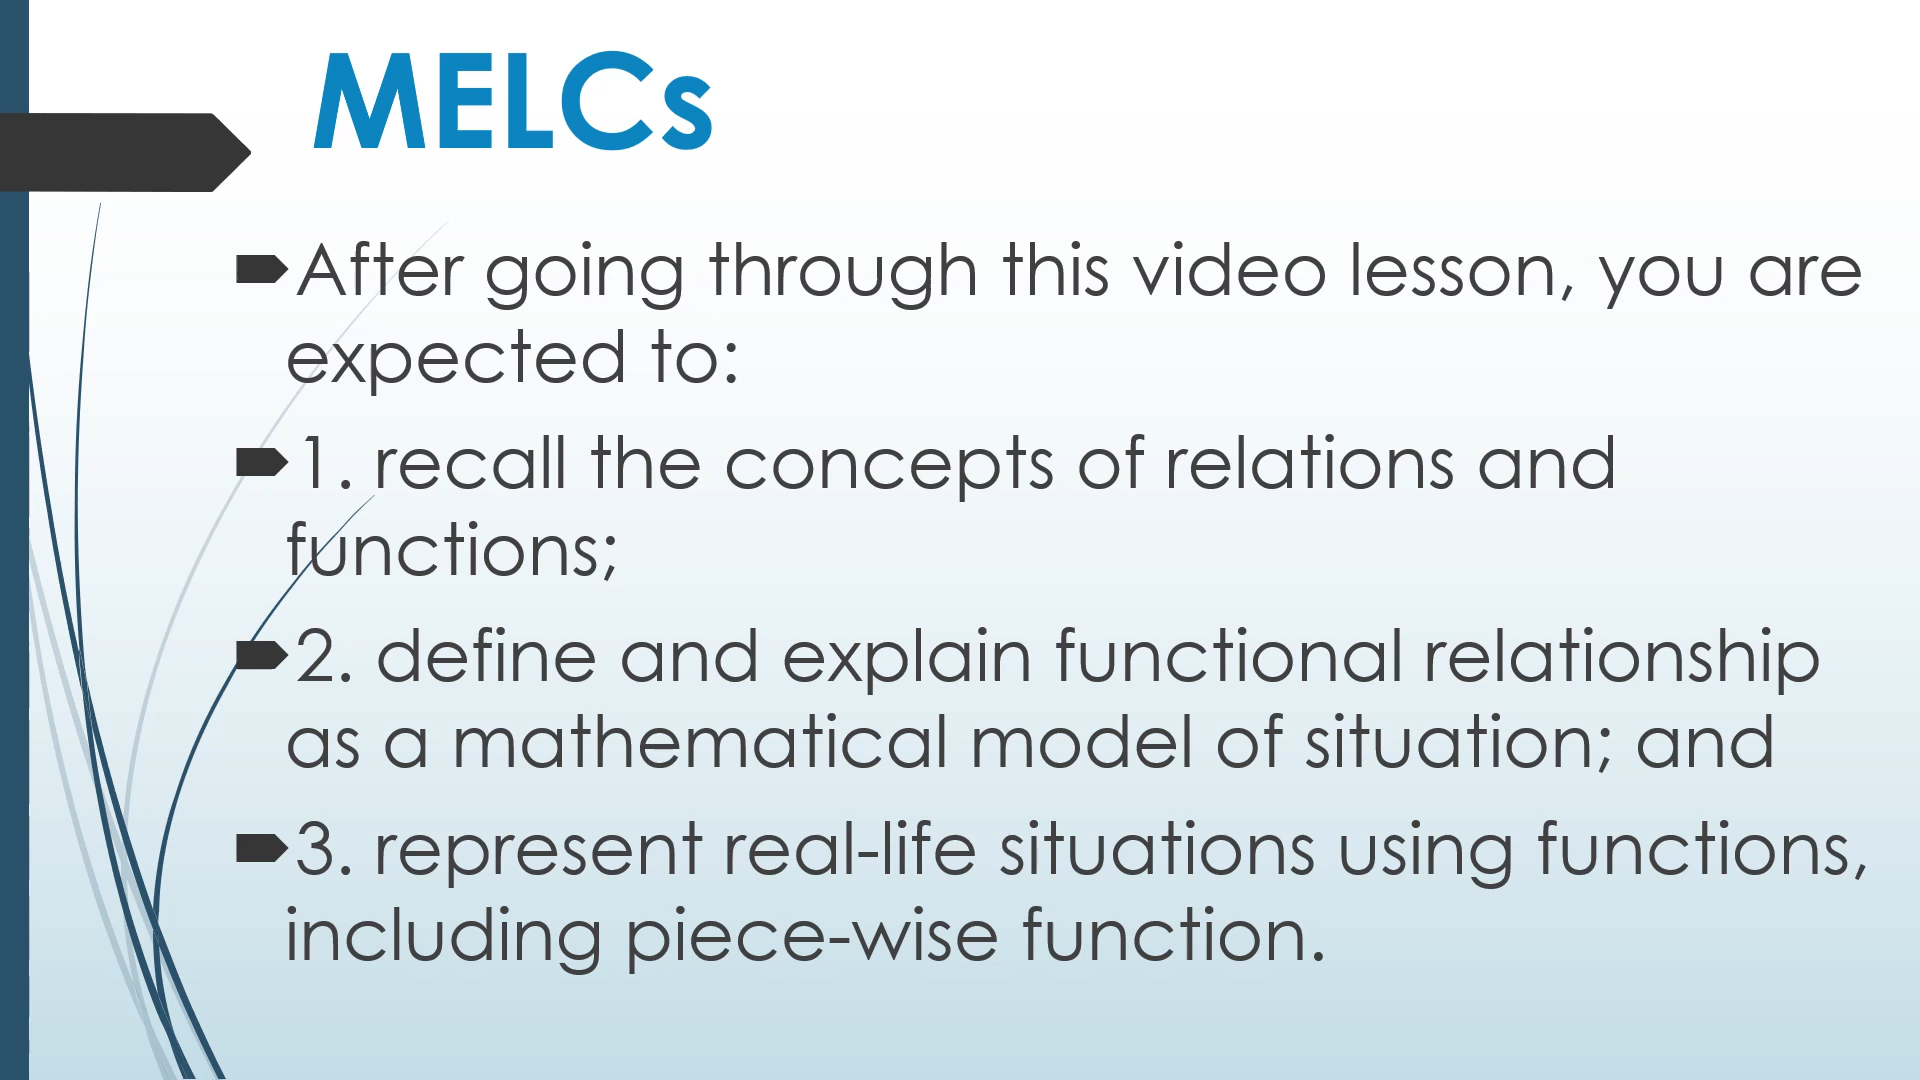 MELCs
After going through this video lesson, you are
expected to:
1. recall the concepts of relations and
functions;
2. define and explain functional relationship
as a mathematical model of situation; and
3. represent real-life situations using functions,
including piece-wise function.